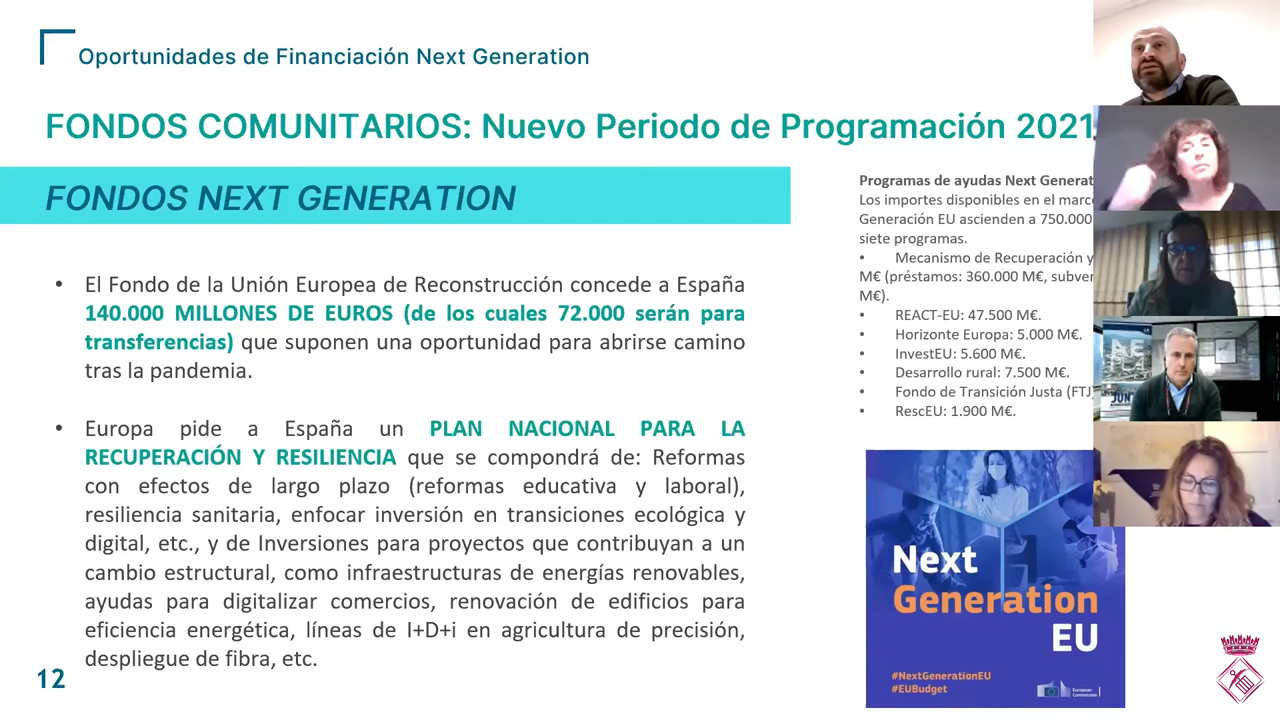 Oportunidades de Financiación Next Generation
FONDOS COMUNITARIOS: Nuevo Periodo de Programación 2021
FONDOS NEXT GENERATION
• El Fondo de la Unión Europea de Reconstrucción concede a España
140.000 MILLONES DE EUROS (de los cuales 72.000 serán para
transferencias) que suponen una oportunidad para abrirse camino
tras la pandemia.
• Europa pide a España un PLAN NACIONAL PARA LA
RECUPERACIÓN Y RESILIENCIA que se compondrá de: Reformas
con efectos de largo plazo (reformas educativa y laboral),
resiliencia sanitaria, enfocar inversión en transiciones ecológica y
digital, etc., y de Inversiones para proyectos que contribuyan a un
cambio estructural, como infraestructuras de energías renovables,
ayudas para digitalizar comercios, renovación de edificios para
eficiencia energética, líneas de I+D+i en agricultura de precisión,
despliegue de fibra, etc.
12
Programas de ayudas Next Generat
Los importes disponibles en el marc
Generación EU ascienden a 750.000
siete programas.
• Mecanismo de Recuperación y
M€ (préstamos: 360.000 M€, subver
M€).
• REACT-EU: 47.500 M€.
• Horizonte Europa: 5.000 M€.
• InvestEU: 5.600 M€.
• Desarrollo rural: 7.500 M€.
• Fondo de Transición Justa (FTJ
• RescEU: 1.900 M€.
Next
Generation
EU
#NextGenerationEU
#EUBudget
European
Commission